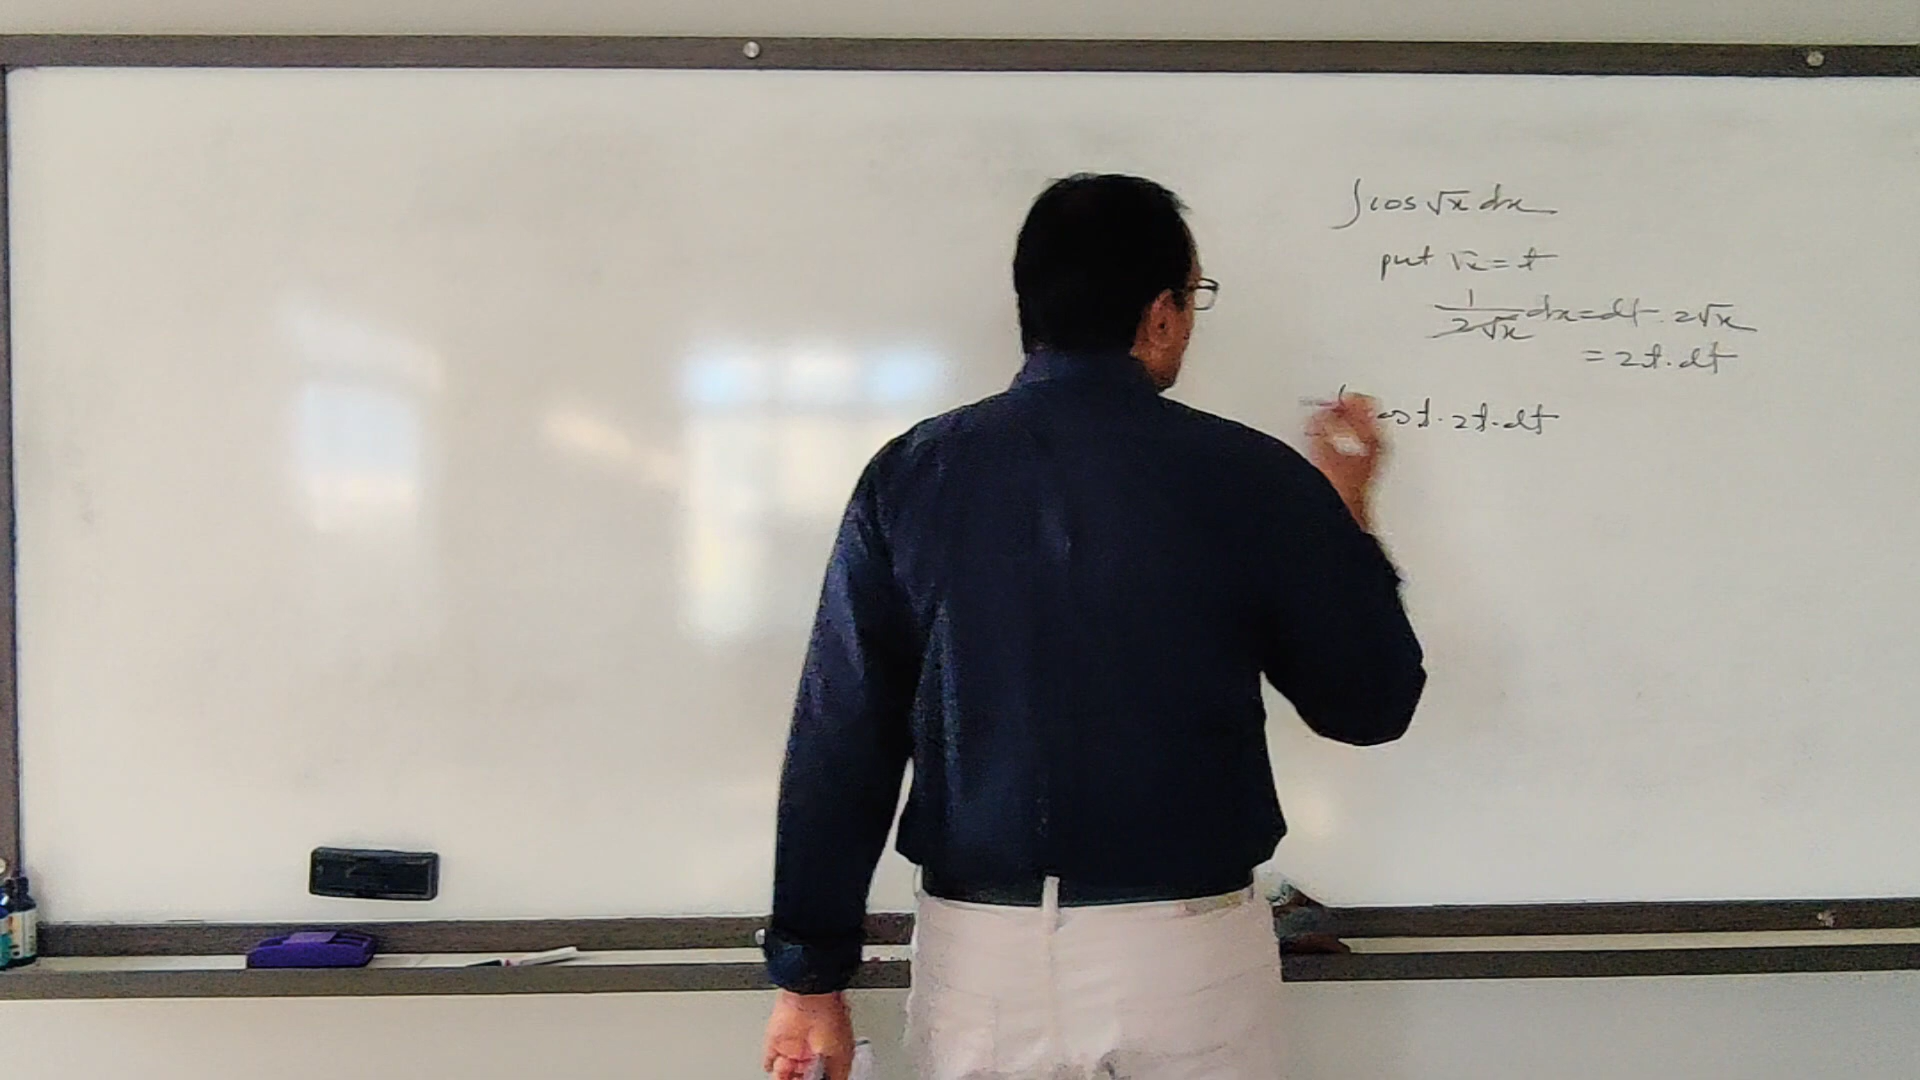 ∫cos √x dx
put √x = t
1/2√x dx = dt · 2√x
= 2t · dt
∫cos t · 2t · dt